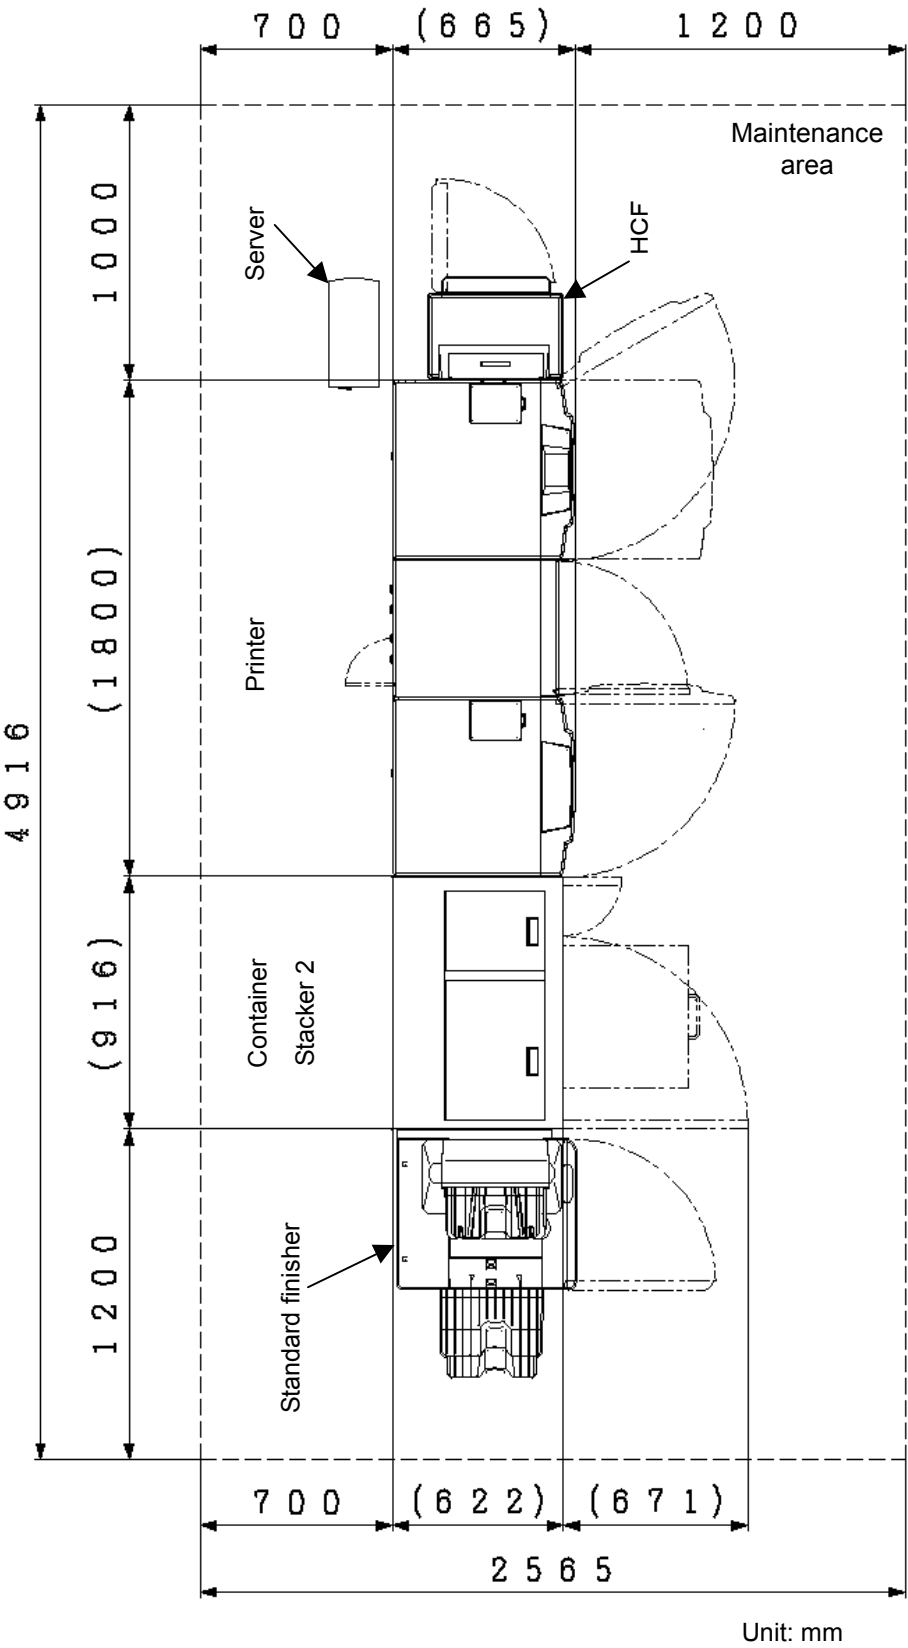 700 (665) 1200
Maintenance
area
1000
Server
HCF
(1800)
Printer
4916
(916)
Container
Stacker 2
1200
Standard finisher
700 (622) (671)
2565
Unit: mm